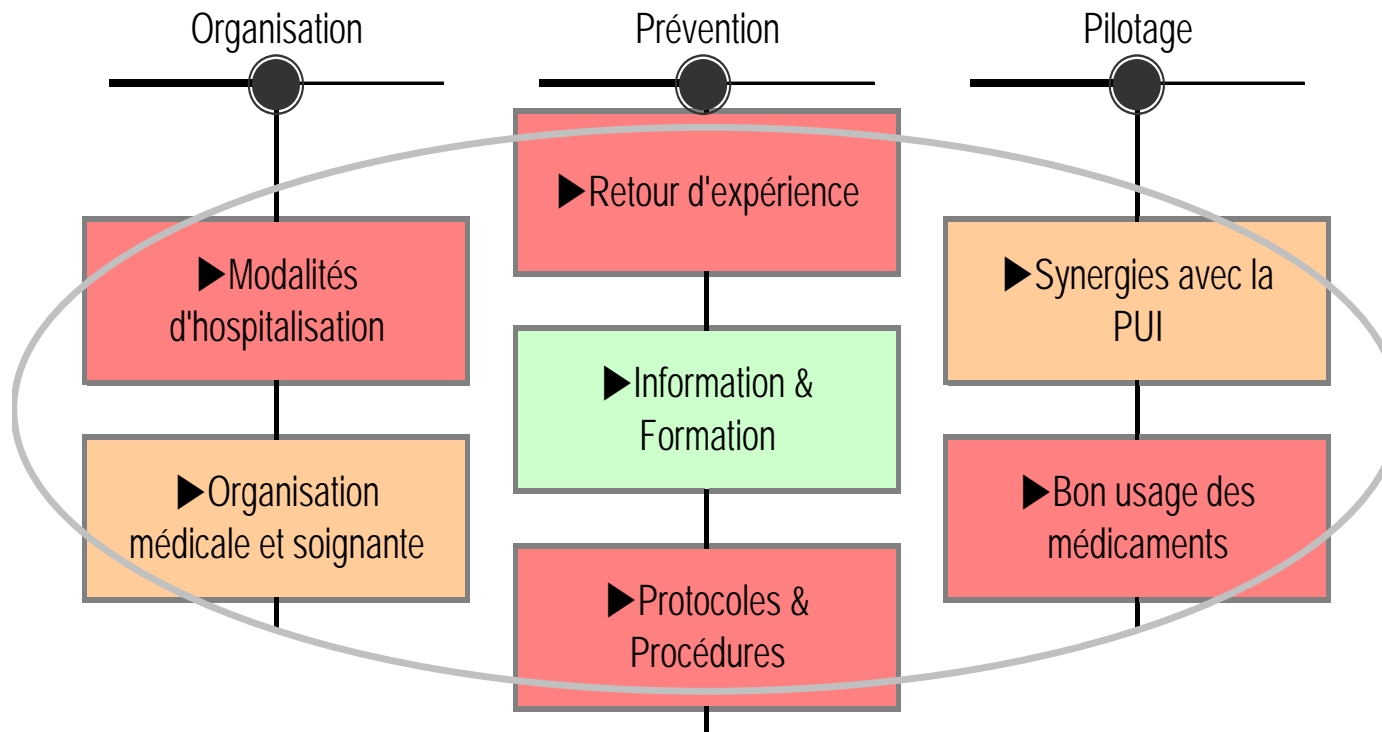 Organisation
Prévention
Pilotage
▶Retour d'expérience
▶Modalités
d'hospitalisation
▶Synergies avec la
PUI
▶Information &
Formation
▶Organisation
médicale et soignante
▶Bon usage des
médicaments
▶Protocoles &
Procédures